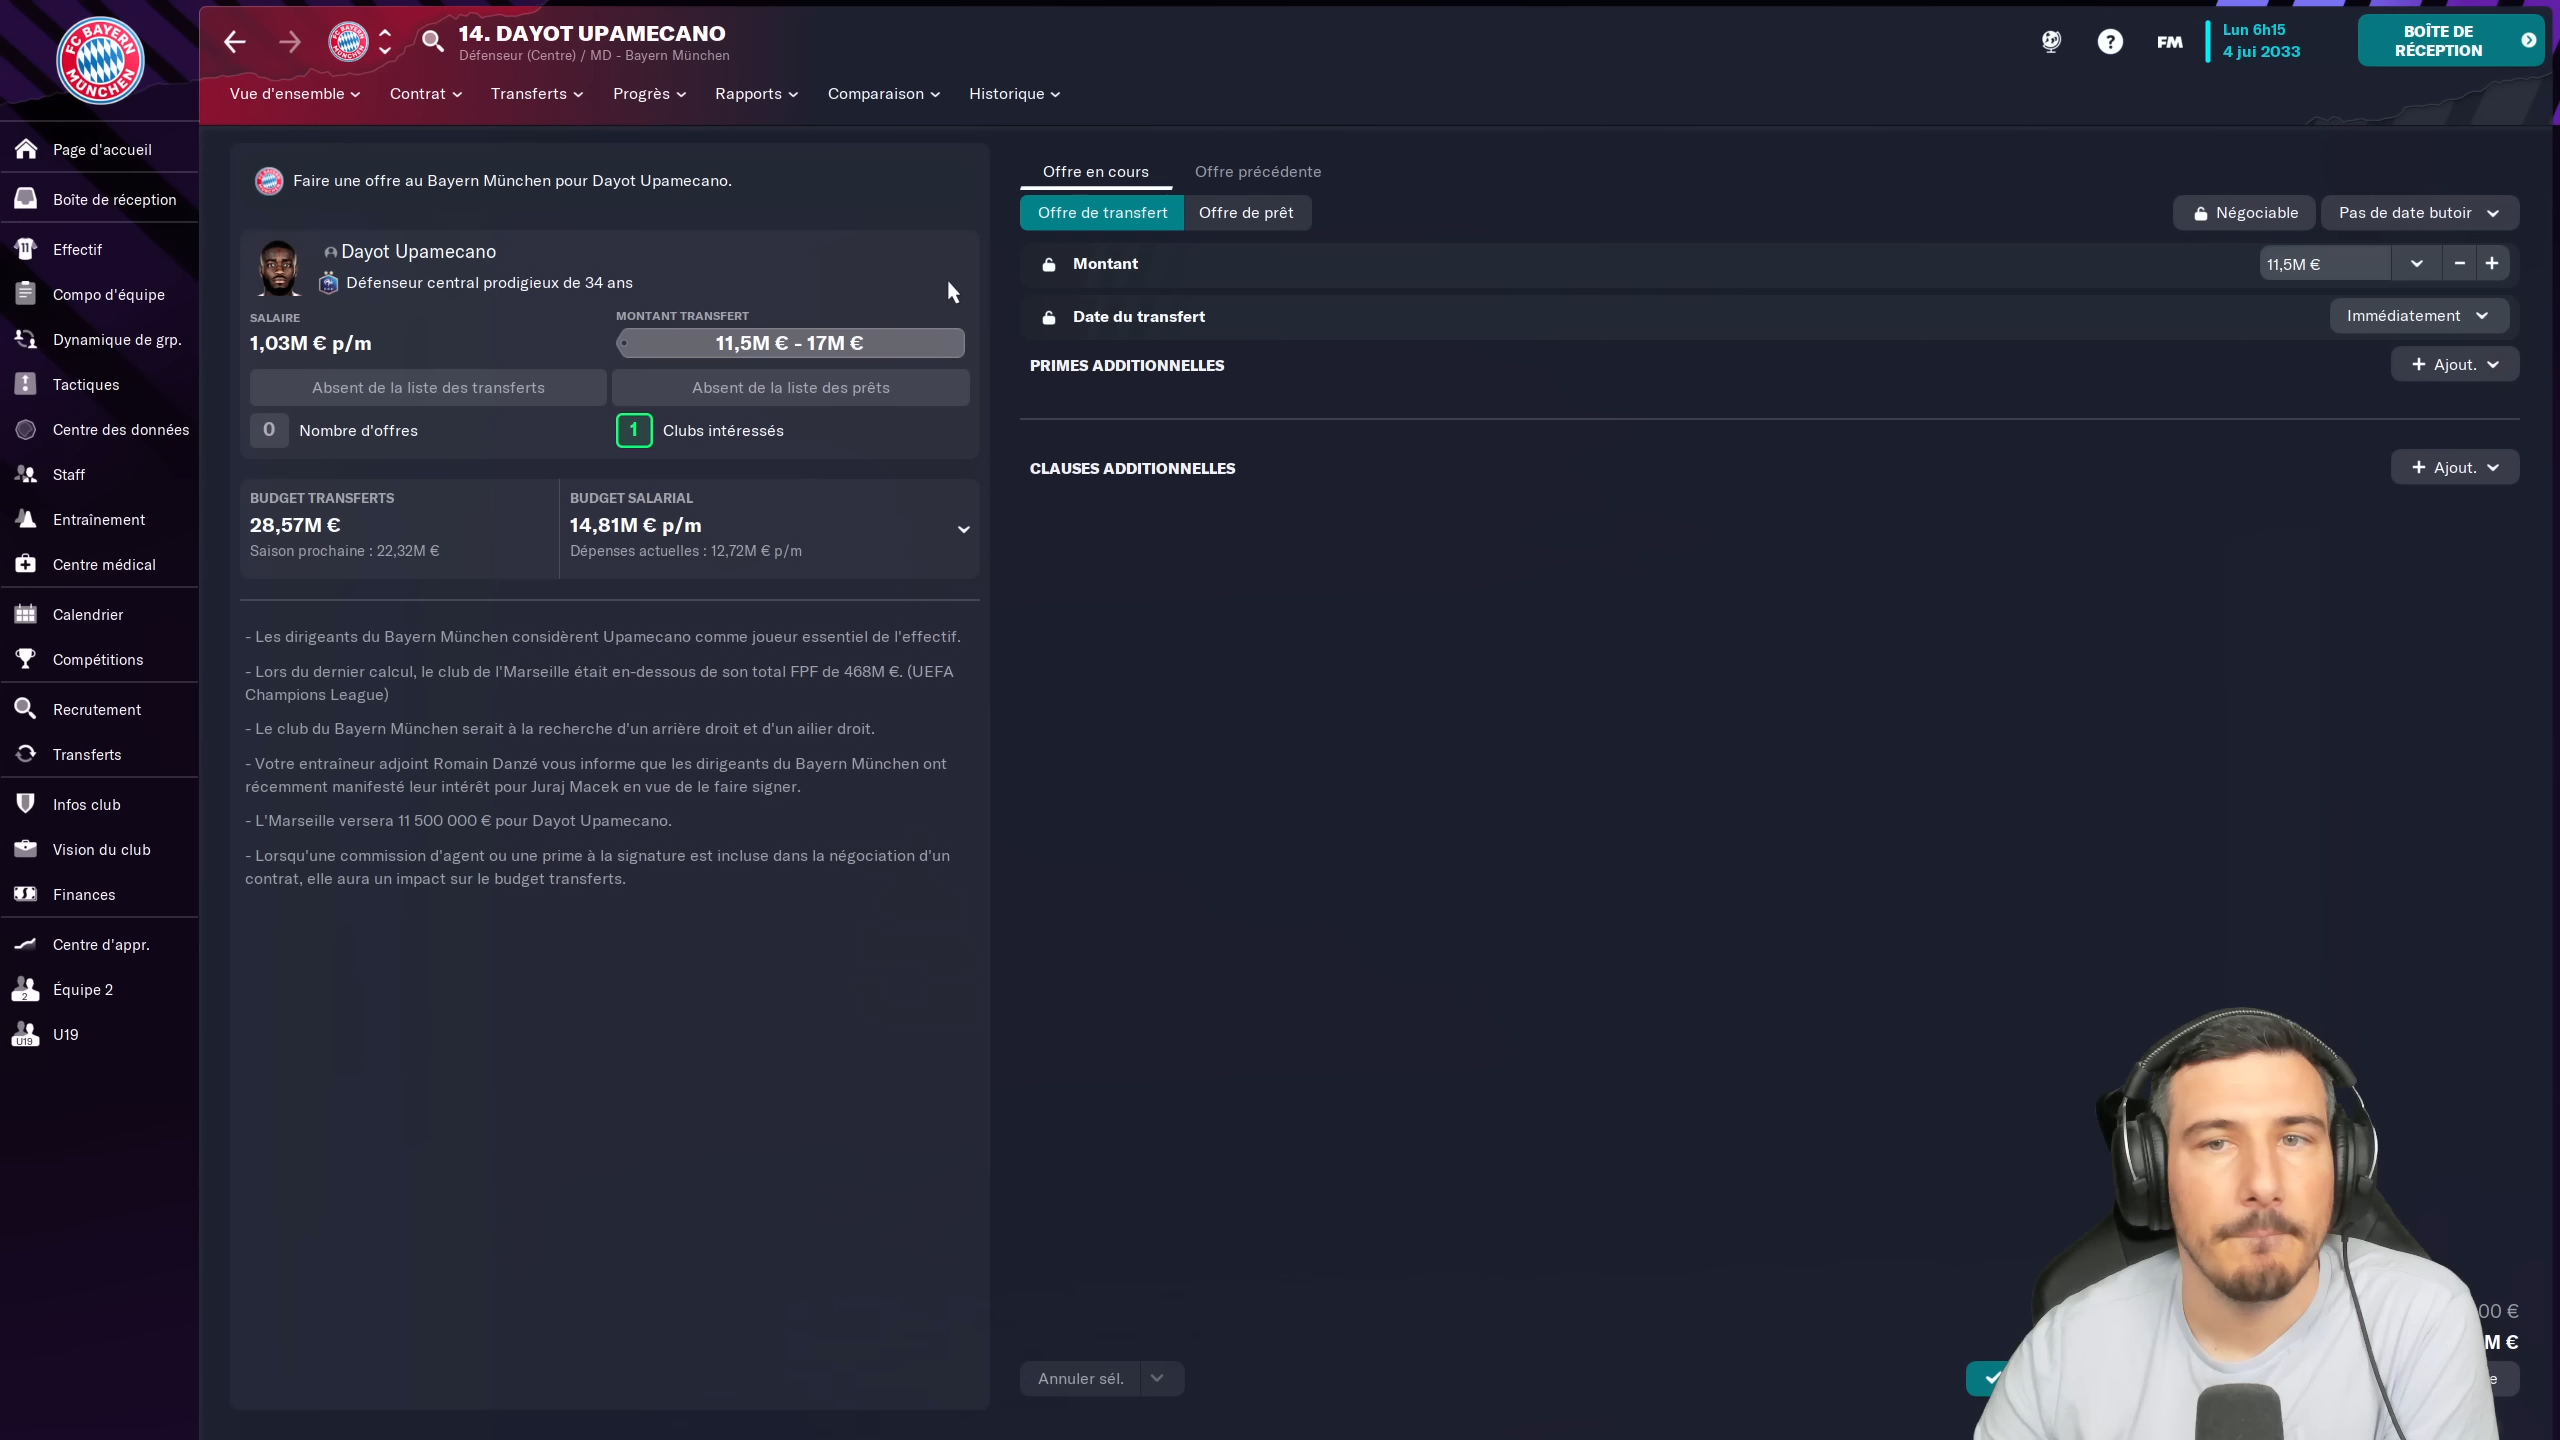 14. DAYOT UPAMECANO
Défenseur (Centre) / MD - Bayern München
Lun 6h15
4 jui 2033
BOÎTE DE
RÉCEPTION
FC BAYERN
MÜNCHEN
FM
Vue d'ensemble
Contrat
Transferts
Progrès
Rapports
Comparaison
Historique
Page d'accueil
Boîte de réception
Effectif
Compo d'équipe
Dynamique de grp.
Tactiques
Centre des données
Staff
Entraînement
Centre médical
Calendrier
Compétitions
Recrutement
Transferts
Infos club
Vision du club
Finances
Centre d'appr.
2
Équipe 2
U19
U19
Faire une offre au Bayern München pour Dayot Upamecano.
Dayot Upamecano
Défenseur central prodigieux de 34 ans
SALAIRE
1,03M € p/m
MONTANT TRANSFERT
11,5M € - 17M €
Absent de la liste des transferts
Absent de la liste des prêts
0 Nombre d'offres
1 Clubs intéressés
BUDGET TRANSFERTS
28,57M €
Saison prochaine : 22,32M €
BUDGET SALARIAL
14,81M € p/m
Dépenses actuelles : 12,72M € p/m
- Les dirigeants du Bayern München considèrent Upamecano comme joueur essentiel de l'effectif.
- Lors du dernier calcul, le club de l'Marseille était en-dessous de son total FPF de 468M €. (UEFA
Champions League)
- Le club du Bayern München serait à la recherche d'un arrière droit et d'un ailier droit.
- Votre entraîneur adjoint Romain Danzé vous informe que les dirigeants du Bayern München ont
récemment manifesté leur intérêt pour Juraj Macek en vue de le faire signer.
- L'Marseille versera 11 500 000 € pour Dayot Upamecano.
- Lorsqu'une commission d'agent ou une prime à la signature est incluse dans la négociation d'un
contrat, elle aura un impact sur le budget transferts.
Offre en cours
Offre précédente
Offre de transfert
Offre de prêt
Négociable
Pas de date butoir
Montant
11,5M €
Date du transfert
Immédiatement
PRIMES ADDITIONNELLES
Ajout.
CLAUSES ADDITIONNELLES
Ajout.
00 €
M €
Annuler sél.
e